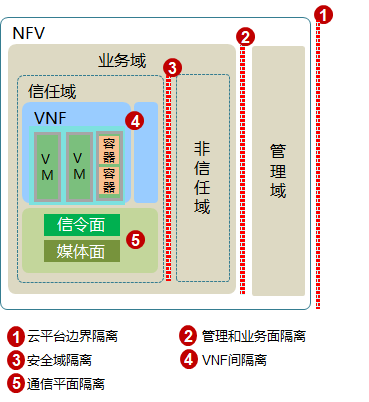 1
NFV
2
业务域
3
信任域
VNF
4
VM
VM
容器
容器
非信任域
管理域
信令面
媒体面
5
1 云平台边界隔离
2 管理和业务面隔离
3 安全域隔离
4 VNF间隔离
5 通信平面隔离